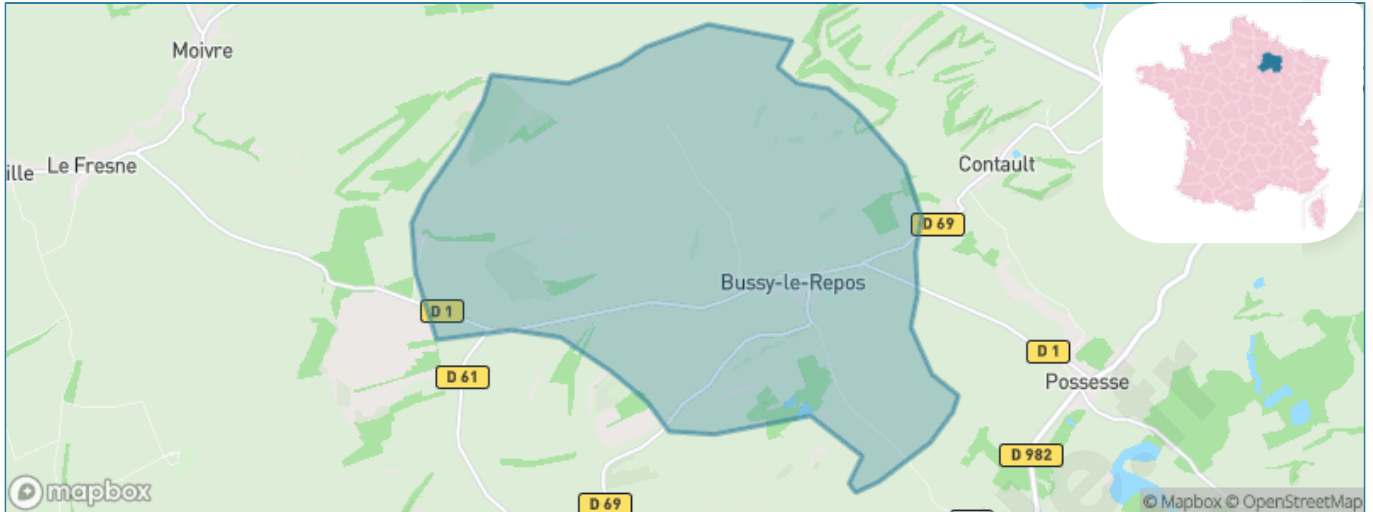 Moivre
ille
Le Fresne
Contault
D 69
Bussy-le-Repos
D 1
D 1
D 61
Possesse
D 982
D 69
mapbox
© Mapbox © OpenStreetMap